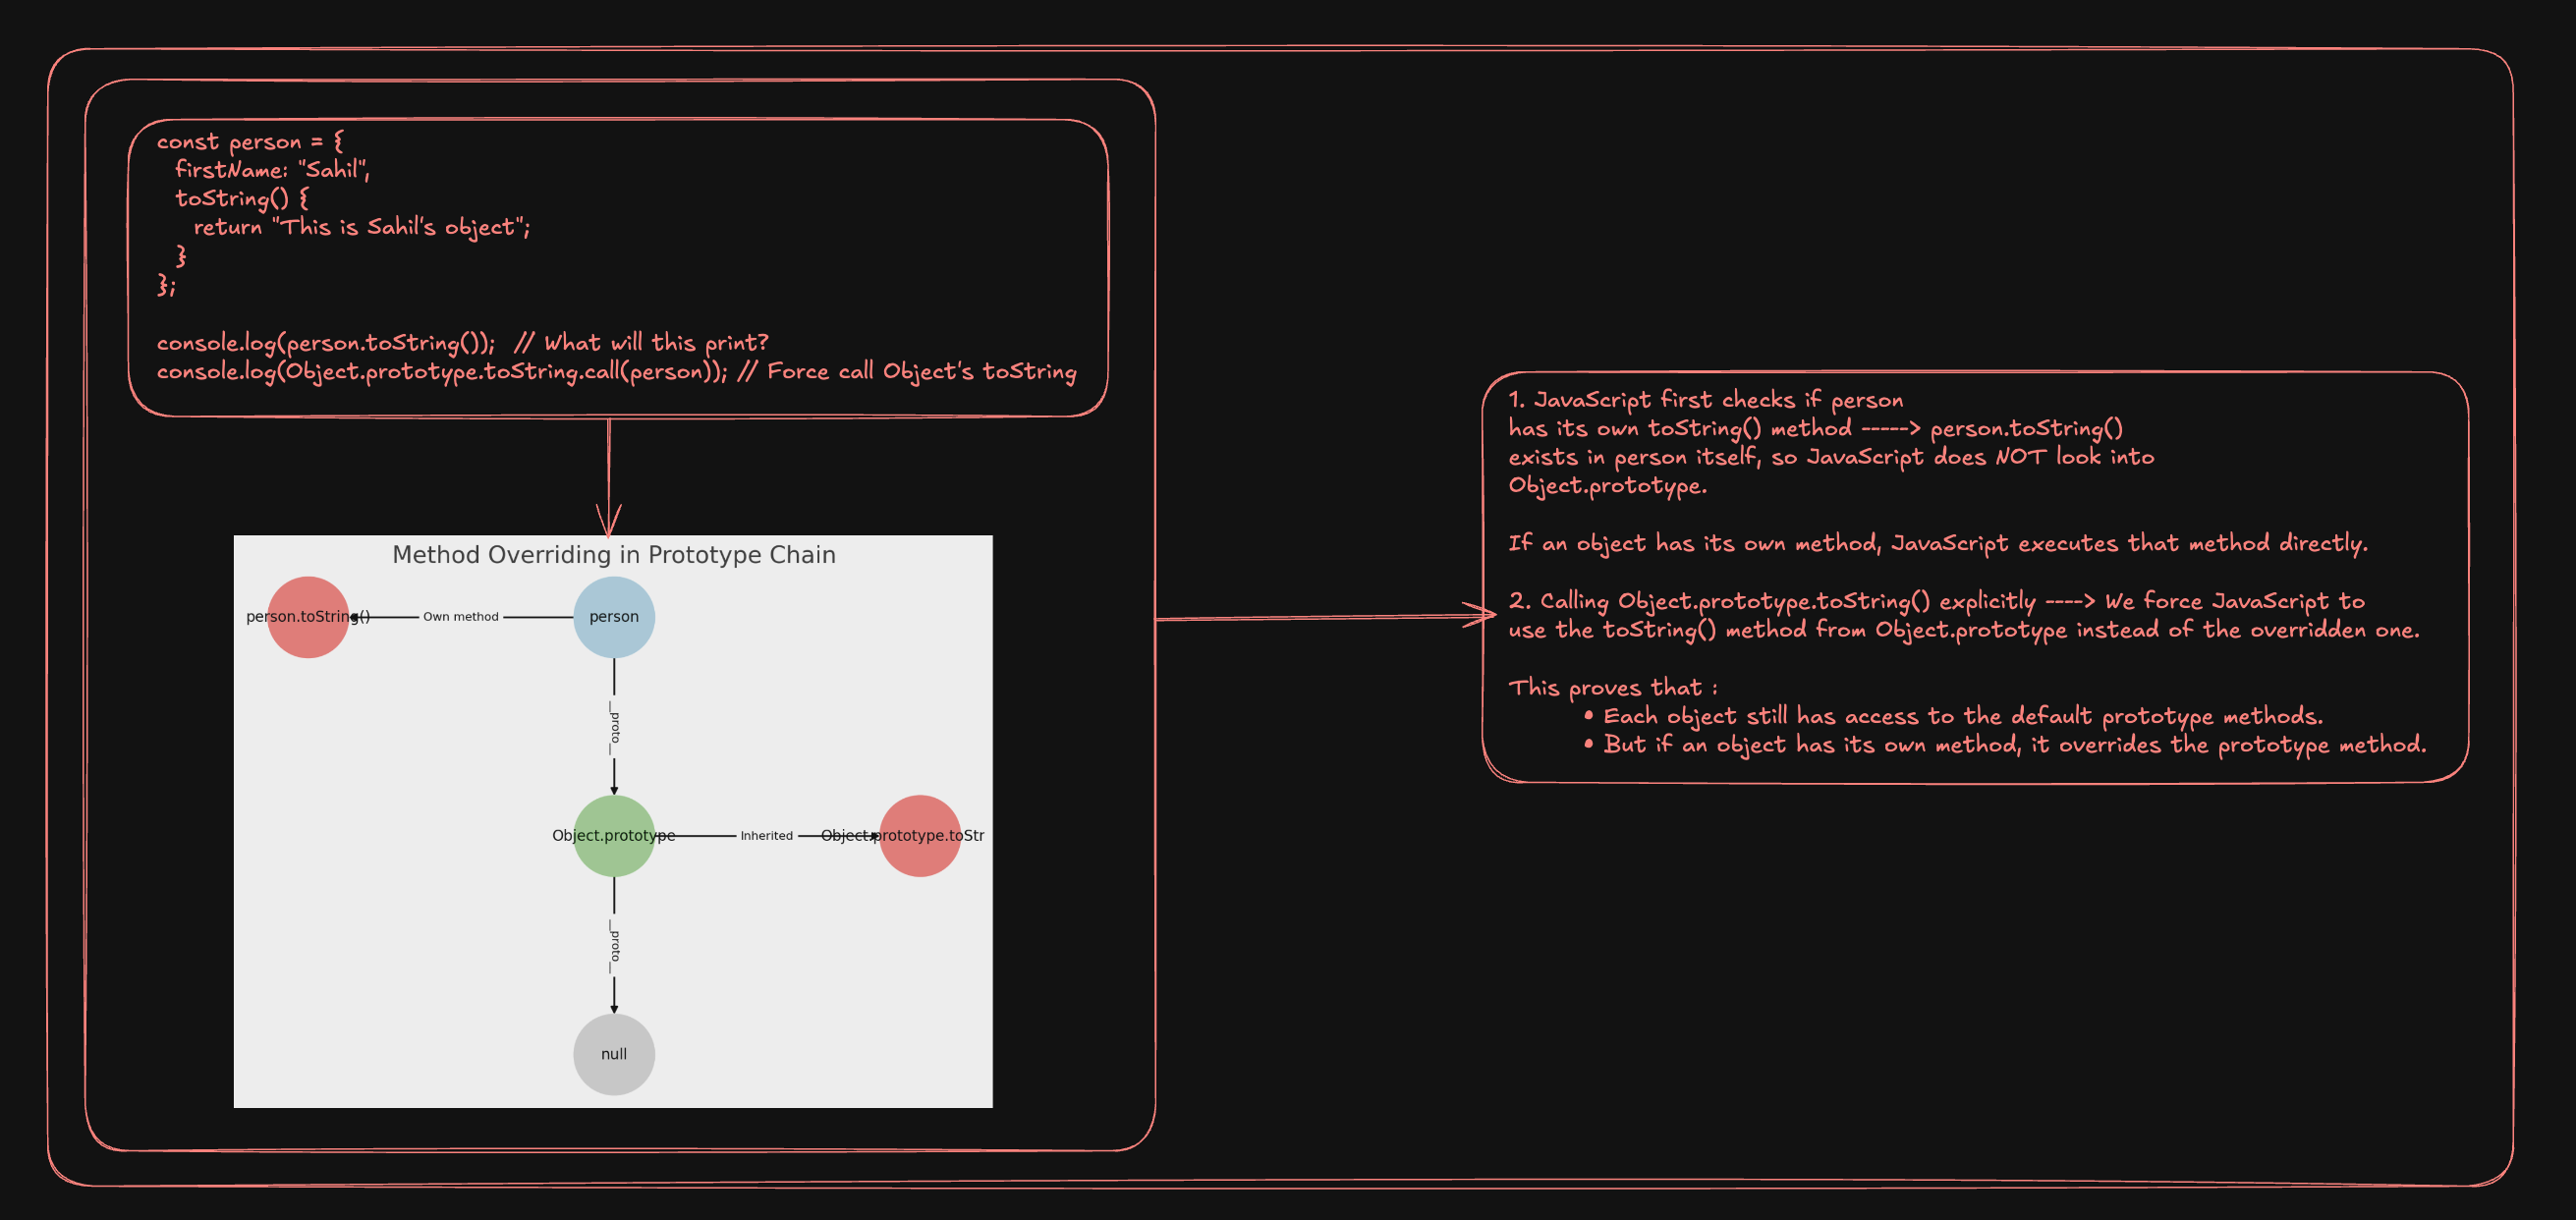 const person = {
firstName: "Sahil",
toString() {
return "This is Sahil's object";
}
};
console.log(person.toString());  // What will this print?
console.log(Object.prototype.toString.call(person)); // Force call Object's toString
Method Overriding in Prototype Chain
person.toString()
Own method
person
__proto__
Object.prototype
Inherited
Object.prototype.toStr
__proto__
null
1. JavaScript first checks if person
has its own toString() method -----> person.toString()
exists in person itself, so JavaScript does NOT look into
Object.prototype.
If an object has its own method, JavaScript executes that method directly.
2. Calling Object.prototype.toString() explicitly ----> We force JavaScript to
use the toString() method from Object.prototype instead of the overridden one.
This proves that :
• Each object still has access to the default prototype methods.
• But if an object has its own method, it overrides the prototype method.